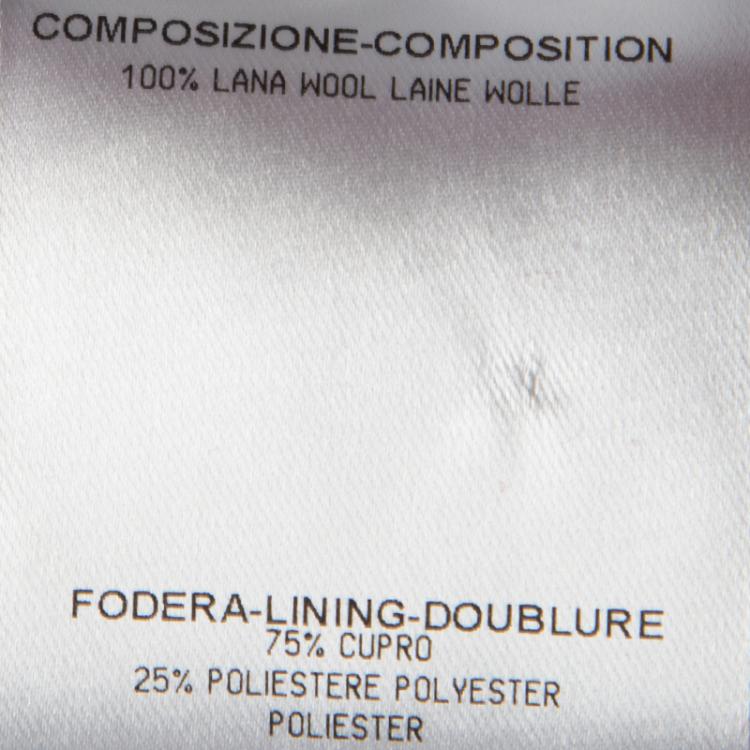 COMPOSIZIONE-COMPOSITION
100% LANA WOOL LAINE WOLLE
FODERA-LINING-DOUBLURE
75% CUPRO
25% POLIESTERE POLYESTER
POLIESTER